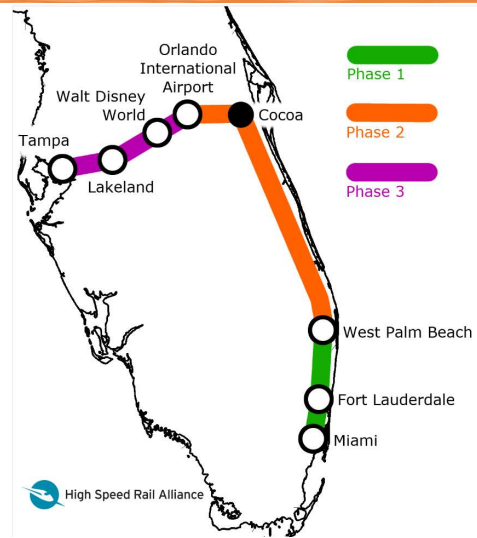 Orlando
International
Airport
Phase 1
Walt Disney
World
Cocoa
Phase 2
Tampa
Lakeland
Phase 3
West Palm Beach
Fort Lauderdale
Miami
High Speed Rail Alliance